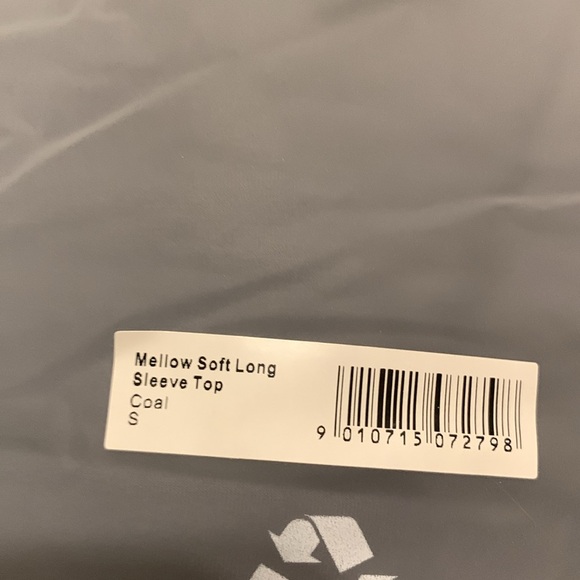 Mellow Soft Long
Sleeve Top
Coal
S
9 010715 072798